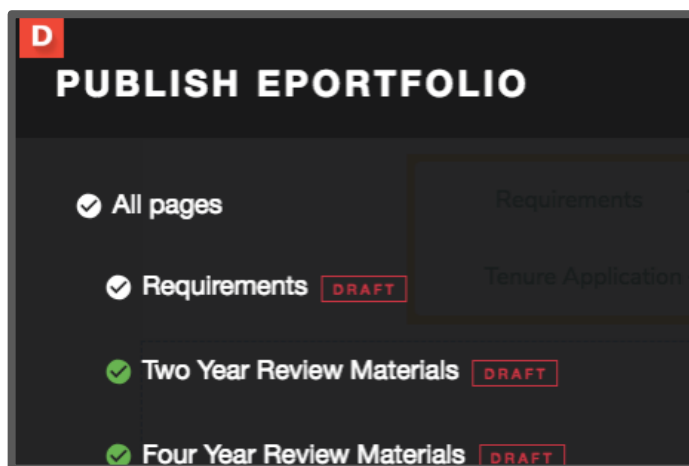 D
PUBLISH EPORTFOLIO
All pages
Requirements
Requirements DRAFT
Tenure Application
Two Year Review Materials DRAFT
Four Year Review Materials DRAFT